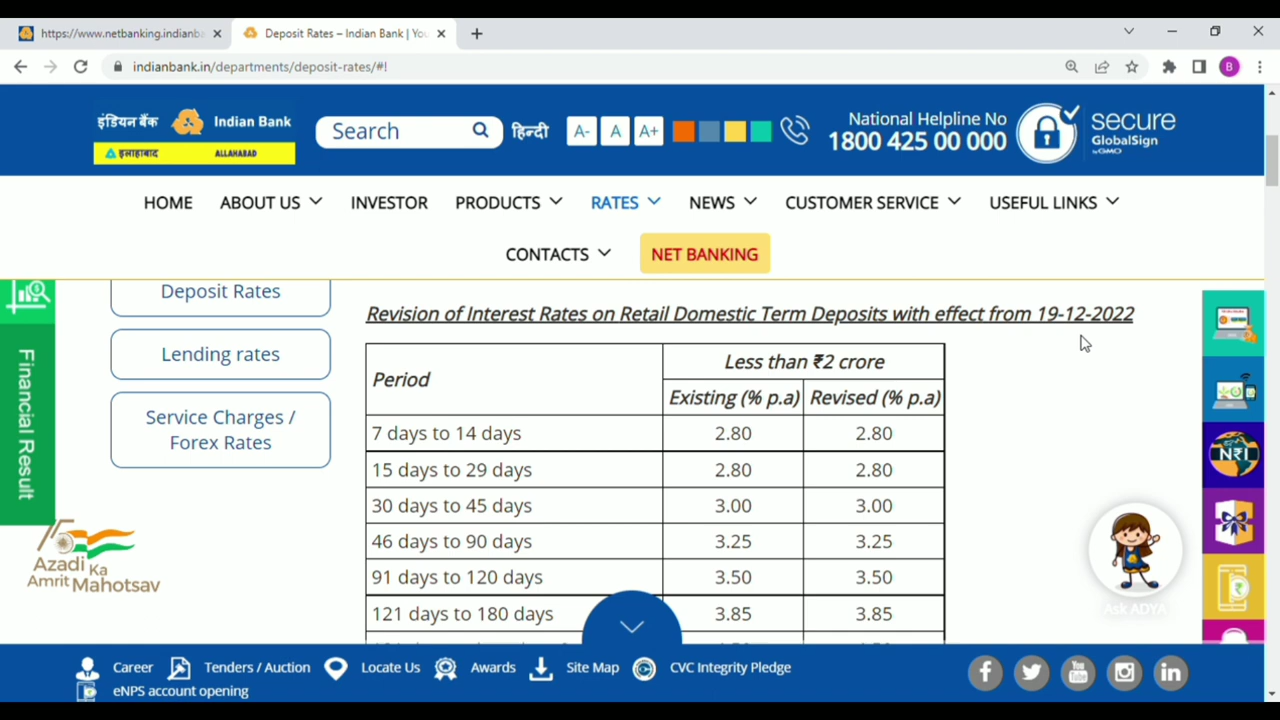 https://www.netbanking.indianba
Deposit Rates – Indian Bank | You
indianbank.in/departments/deposit-rates/#!
B
इंडियन बैंक Indian Bank
इलाहाबाद ALLAHABAD
Search
हिन्दी
A- A A+
National Helpline No
1800 425 00 000
secure
GlobalSign
by GMO
HOME ABOUT US INVESTOR PRODUCTS RATES NEWS CUSTOMER SERVICE USEFUL LINKS
CONTACTS NET BANKING
Financial Result
Deposit Rates
Lending rates
Service Charges /
Forex Rates
Azadi Ka
Amrit Mahotsav
Revision of Interest Rates on Retail Domestic Term Deposits with effect from 19-12-2022
Period Less than ₹2 crore
Existing (% p.a) Revised (% p.a)
7 days to 14 days 2.80 2.80
15 days to 29 days 2.80 2.80
30 days to 45 days 3.00 3.00
46 days to 90 days 3.25 3.25
91 days to 120 days 3.50 3.50
121 days to 180 days 3.85 3.85
NRI
Ask ADYA
Career Tenders / Auction Locate Us Awards Site Map CVC Integrity Pledge
eNPS account opening